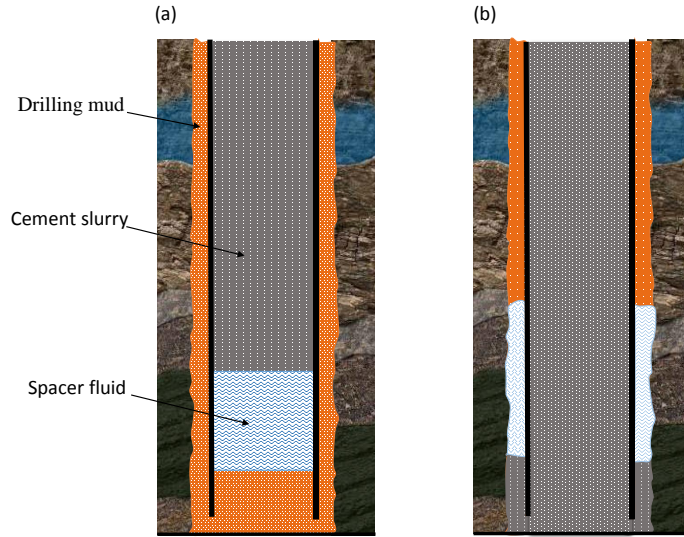 (a)
(b)
Drilling mud
Cement slurry
Spacer fluid